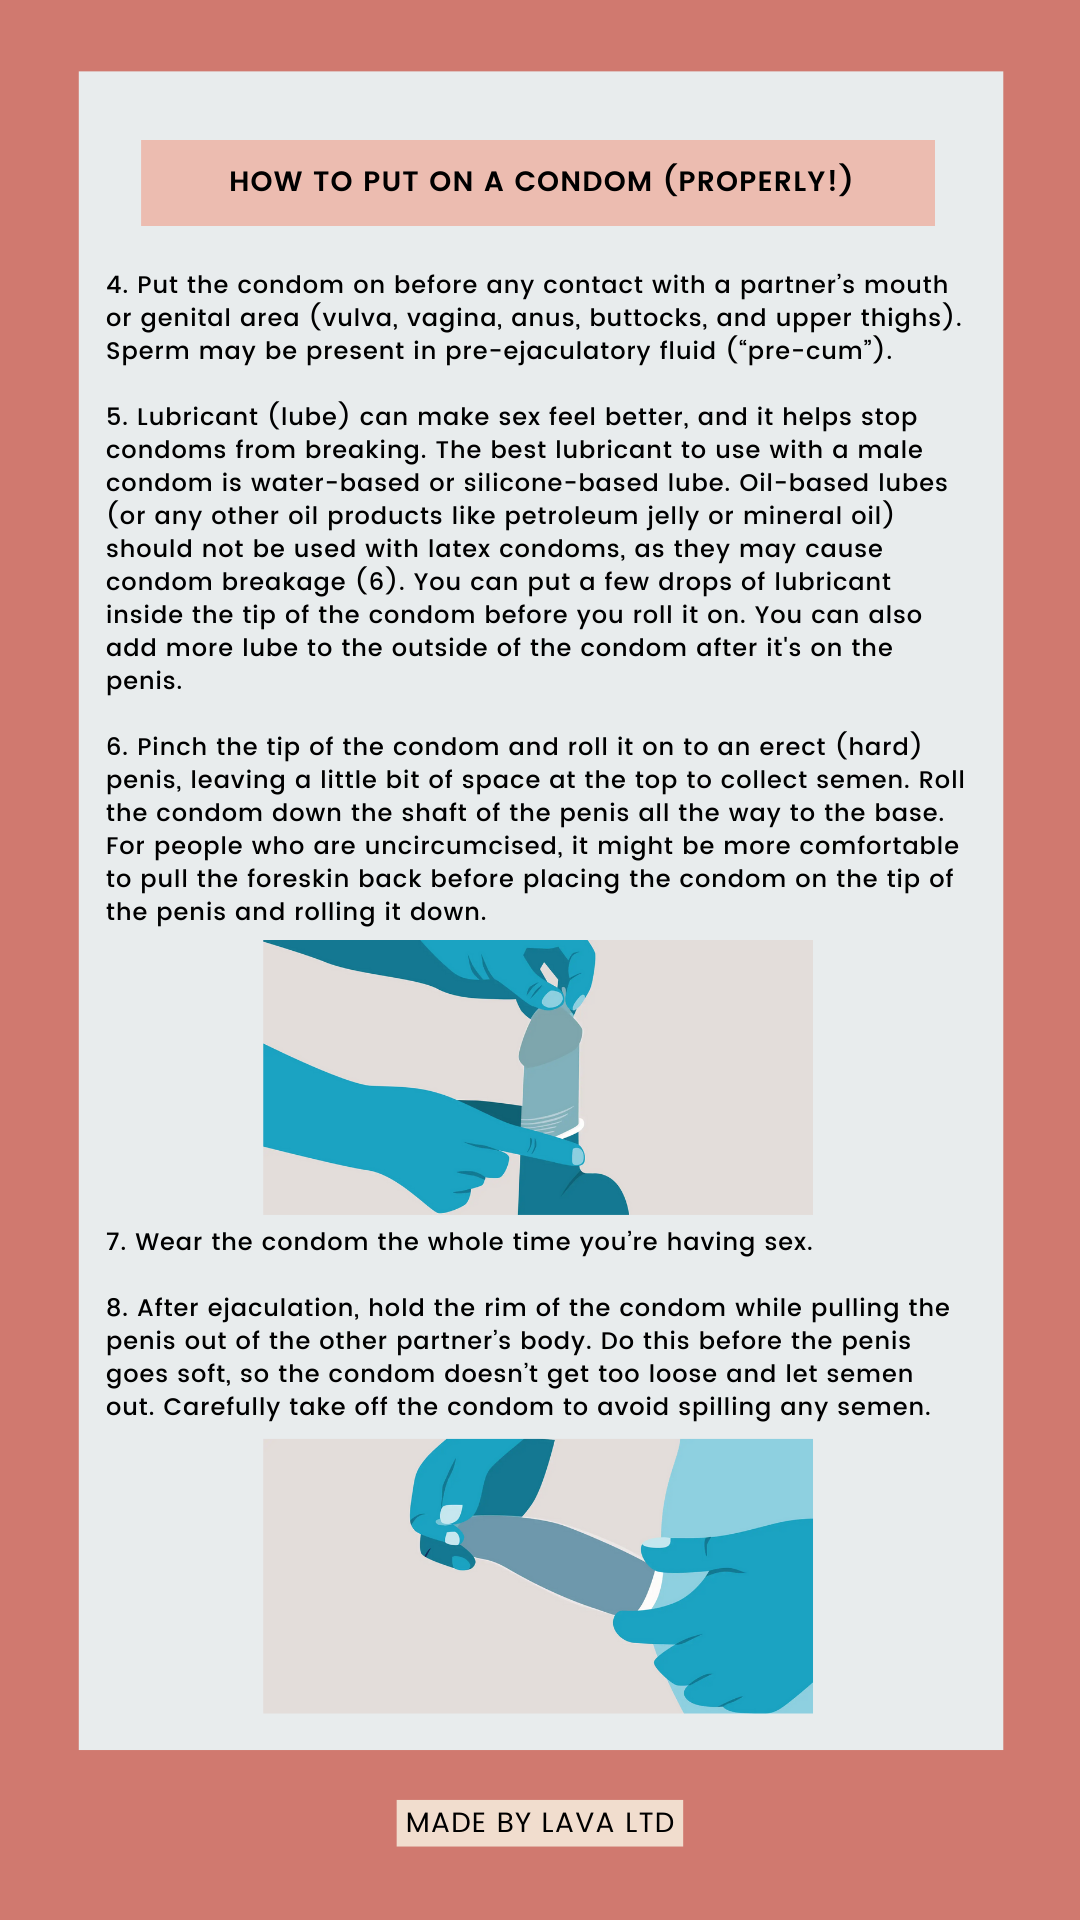 HOW TO PUT ON A CONDOM (PROPERLY!)
4. Put the condom on before any contact with a partner’s mouth
or genital area (vulva, vagina, anus, buttocks, and upper thighs).
Sperm may be present in pre-ejaculatory fluid (“pre-cum”).
5. Lubricant (lube) can make sex feel better, and it helps stop
condoms from breaking. The best lubricant to use with a male
condom is water-based or silicone-based lube. Oil-based lubes
(or any other oil products like petroleum jelly or mineral oil)
should not be used with latex condoms, as they may cause
condom breakage (6). You can put a few drops of lubricant
inside the tip of the condom before you roll it on. You can also
add more lube to the outside of the condom after it's on the
penis.
6. Pinch the tip of the condom and roll it on to an erect (hard)
penis, leaving a little bit of space at the top to collect semen. Roll
the condom down the shaft of the penis all the way to the base.
For people who are uncircumcised, it might be more comfortable
to pull the foreskin back before placing the condom on the tip of
the penis and rolling it down.
7. Wear the condom the whole time you’re having sex.
8. After ejaculation, hold the rim of the condom while pulling the
penis out of the other partner’s body. Do this before the penis
goes soft, so the condom doesn’t get too loose and let semen
out. Carefully take off the condom to avoid spilling any semen.
MADE BY LAVA LTD